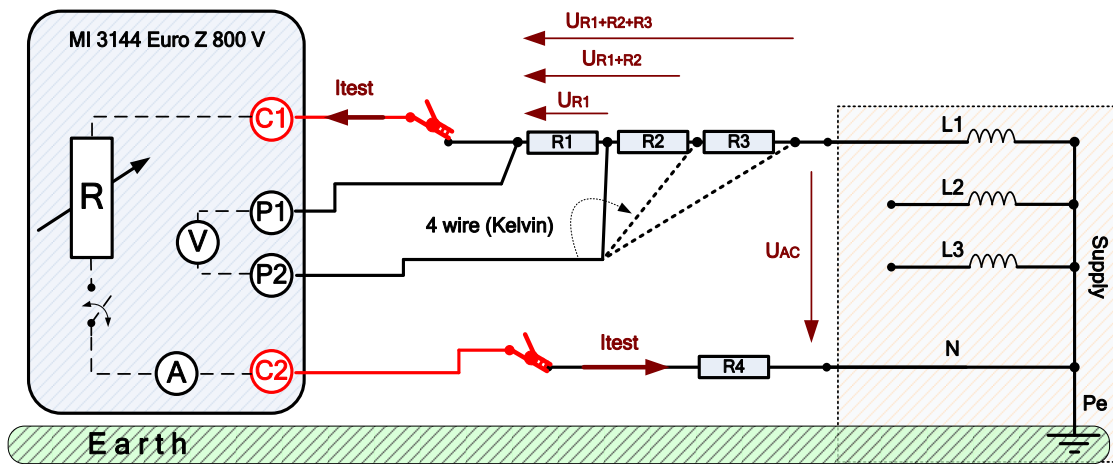 MI 3144 Euro Z 800 V
UR1+R2+R3
UR1+R2
UR1
Itest
C1
R1
R2
R3
L1
R
P1
V
P2
4 wire (Kelvin)
L2
L3
UAC
Supply
Itest
A
C2
R4
N
Pe
Earth